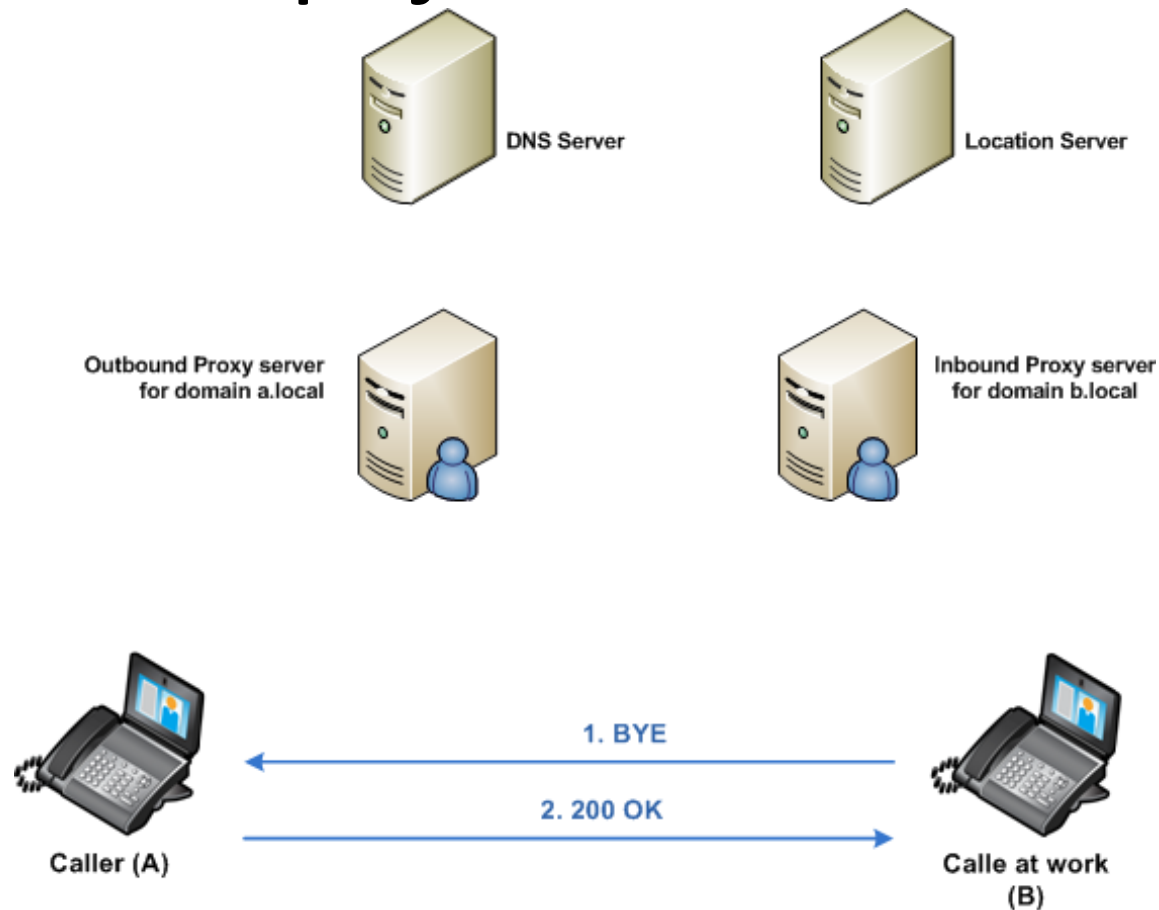 DNS Server
Location Server
Outbound Proxy server
for domain a.local
Inbound Proxy server
for domain b.local
1. BYE
2. 200 OK
Caller (A)
Calle at work
(B)